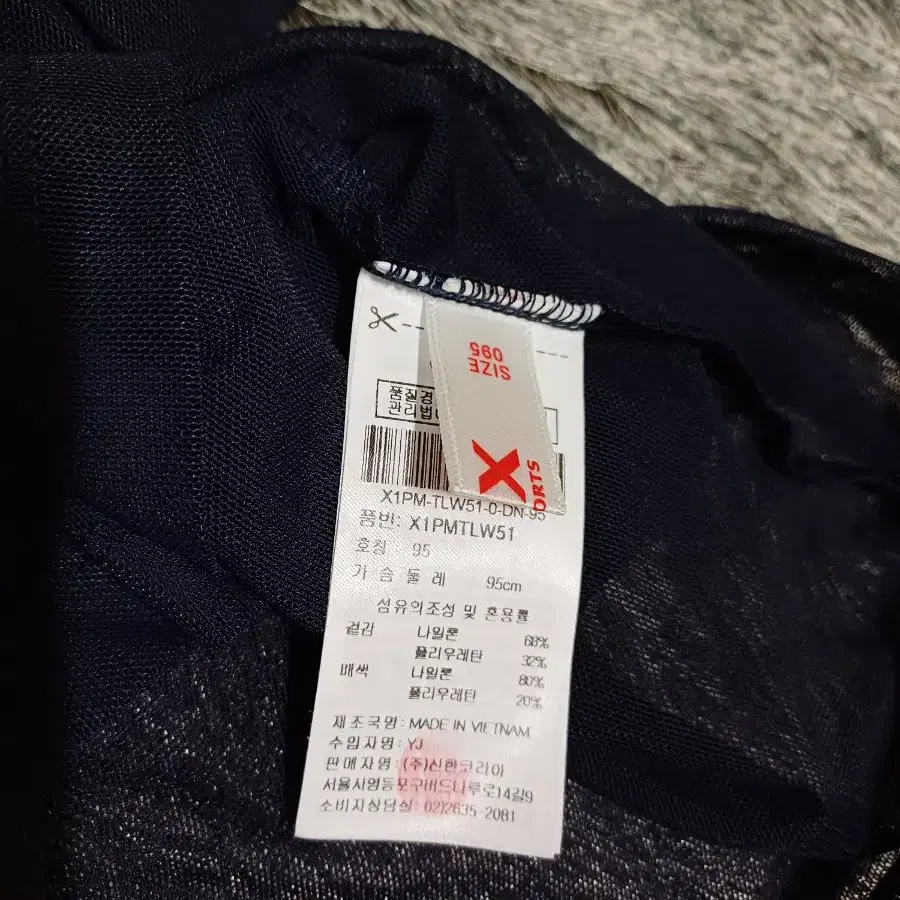 SIZE
095
X
ORTS
품질경
관리법
X1PM-TLW51-0-DN-95
품번: X1PMTLW51
호칭 95
가 슴 둘 레 95cm
섬유의조성 및 혼용률
겉감 나일론 68%
폴리우레탄 32%
배색 나일론 80%
폴리우레탄 20%
제조국명: MADE IN VIETNAM
수입자명: YJ
판매자명: (주)신한코리아
서울시영등포구버드나루로14길9
소비자상담실: 02)2635-2081